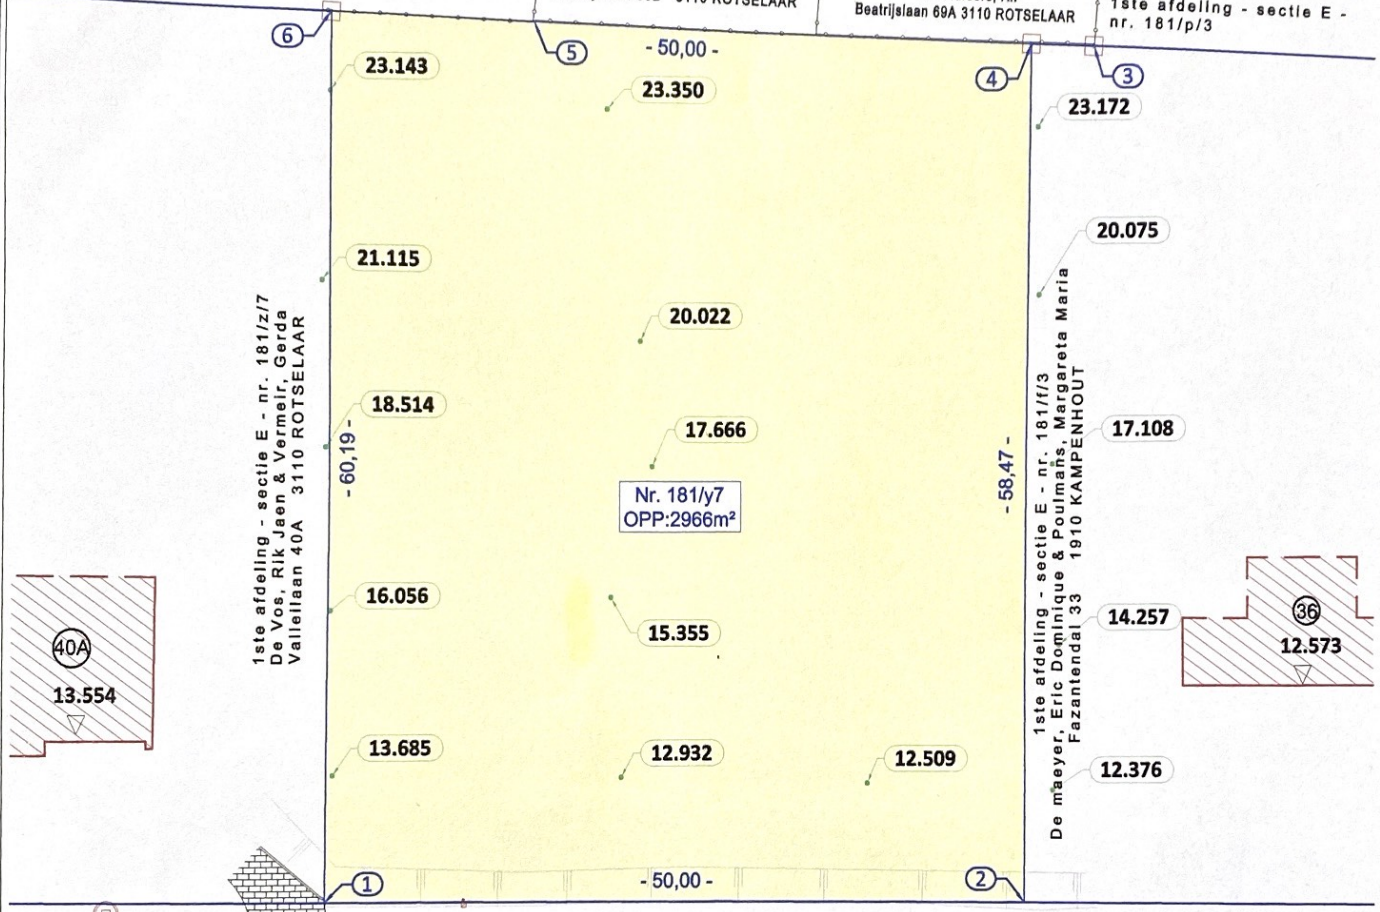 3110 ROTSELAAR
Beatrijslaan 69A 3110 ROTSELAAR
1ste afdeling - sectie E -
nr. 181/p/3
6
5
- 50,00 -
4
3
23.143
23.350
23.172
20.075
21.115
20.022
18.514
17.666
17.108
- 60,19 -
- 58,47 -
1ste afdeling - sectie E - nr. 181/z/7
De Vos, Rik Jaen & Vermeir, Gerda
Valleilaan 40A 3110 ROTSELAAR
Nr. 181/y7
OPP:2966m²
1ste afdeling - sectie E - nr. 181/f/3
De maeyer, Eric Dominique & Poulmans, Margareta Maria
Fazantendal 33 1910 KAMPENHOUT
16.056
15.355
14.257
40A
13.554
36
12.573
13.685
12.932
12.509
12.376
1
- 50,00 -
2